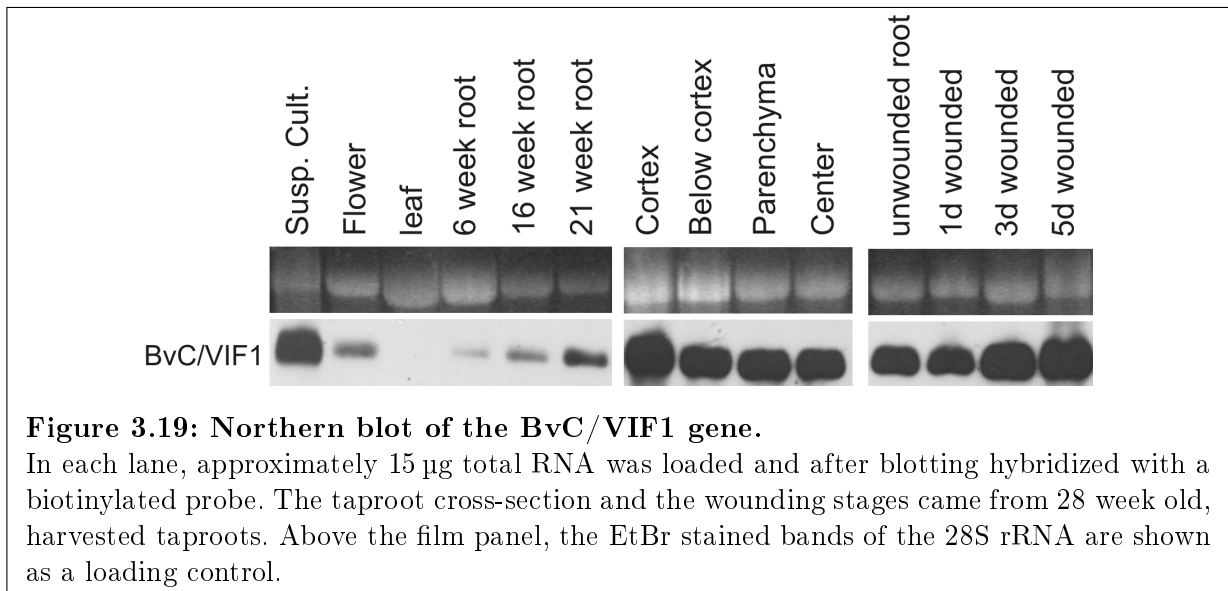 Susp. Cult.
Flower
leaf
6 week root
16 week root
21 week root
Cortex
Below cortex
Parenchyma
Center
unwounded root
1d wounded
3d wounded
5d wounded
BvC/VIF1
Figure 3.19: Northern blot of the BvC/VIF1 gene.
In each lane, approximately 15 µg total RNA was loaded and after blotting hybridized with a
biotinylated probe. The taproot cross-section and the wounding stages came from 28 week old,
harvested taproots. Above the film panel, the EtBr stained bands of the 28S rRNA are shown
as a loading control.